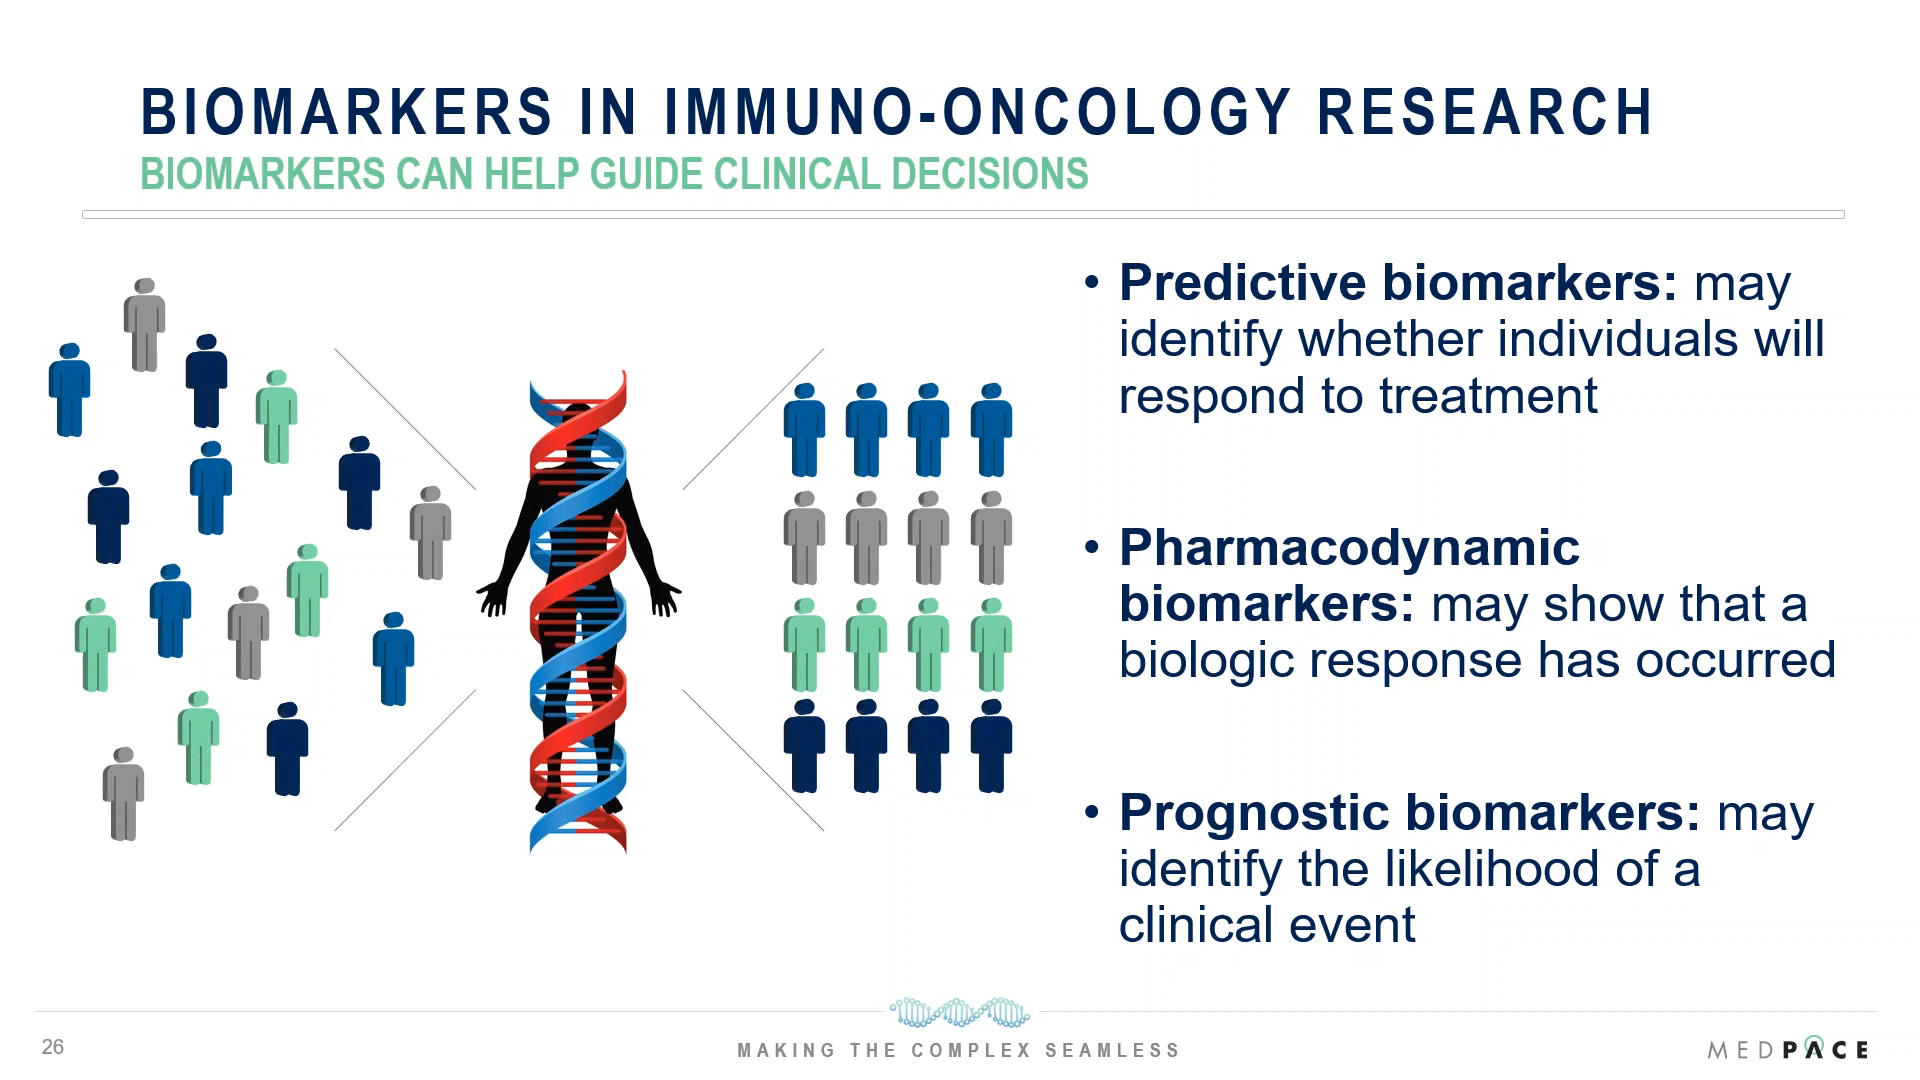 BIOMARKERS IN IMMUNO-ONCOLOGY RESEARCH
BIOMARKERS CAN HELP GUIDE CLINICAL DECISIONS
• Predictive biomarkers: may
identify whether individuals will
respond to treatment
• Pharmacodynamic
biomarkers: may show that a
biologic response has occurred
• Prognostic biomarkers: may
identify the likelihood of a
clinical event
26
MAKING THE COMPLEX SEAMLESS
MEDPACE